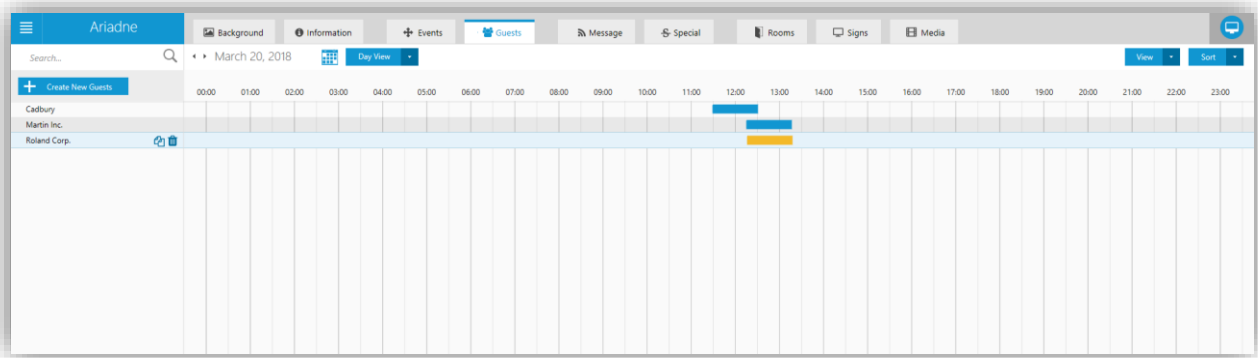 Ariadne
Background Information Events Guests Message Special Rooms Signs Media
Search... March 20, 2018 Day View View Sort
Create New Guests 00:00 01:00 02:00 03:00 04:00 05:00 06:00 07:00 08:00 09:00 10:00 11:00 12:00 13:00 14:00 15:00 16:00 17:00 18:00 19:00 20:00 21:00 22:00 23:00
Cadbury
Martin Inc.
Roland Corp.